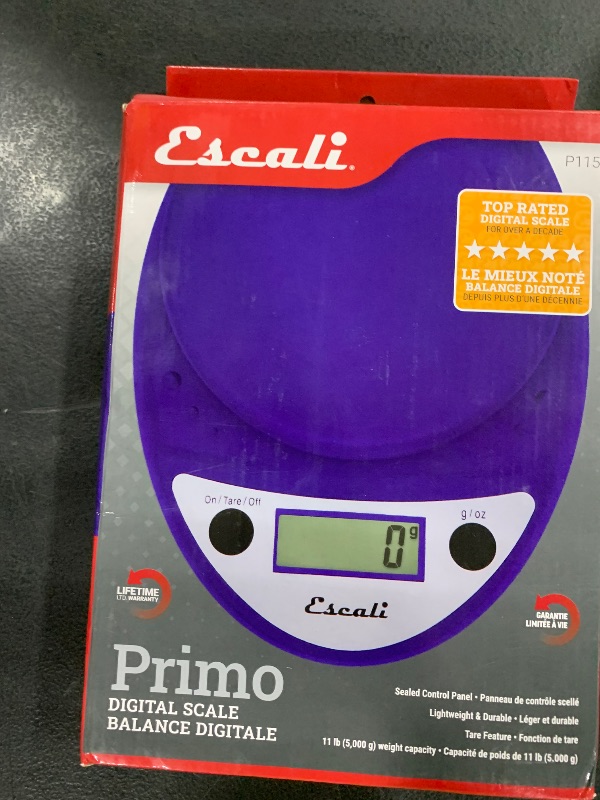 Escali
P115
TOP RATED
DIGITAL SCALE
FOR OVER A DECADE
LE MIEUX NOTÉ
BALANCE DIGITALE
DEPUIS PLUS D'UNE DÉCENNIE
On / Tare / Off
g / oz
0 g
Escali
LIFETIME
LTD. WARRANTY
GARANTIE
LIMITÉE À VIE
Primo
DIGITAL SCALE
BALANCE DIGITALE
Sealed Control Panel • Panneau de contrôle scellé
Lightweight & Durable • Léger et durable
Tare Feature • Fonction de tare
11 lb (5,000 g) weight capacity • Capacité de poids de 11 lb (5.000 g)